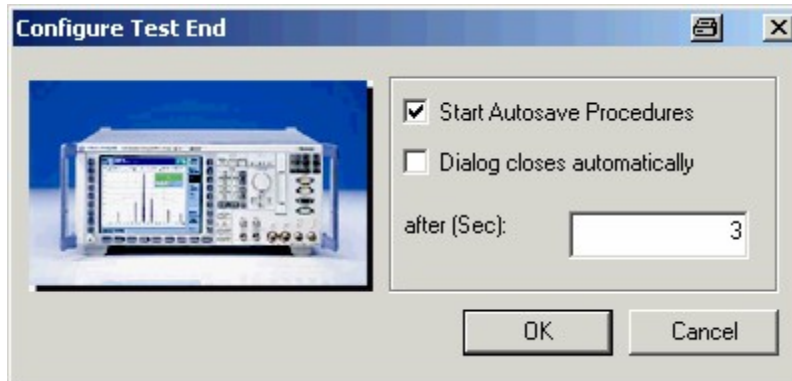 Configure Test End
Start Autosave Procedures
Dialog closes automatically
after (Sec):
3
OK
Cancel